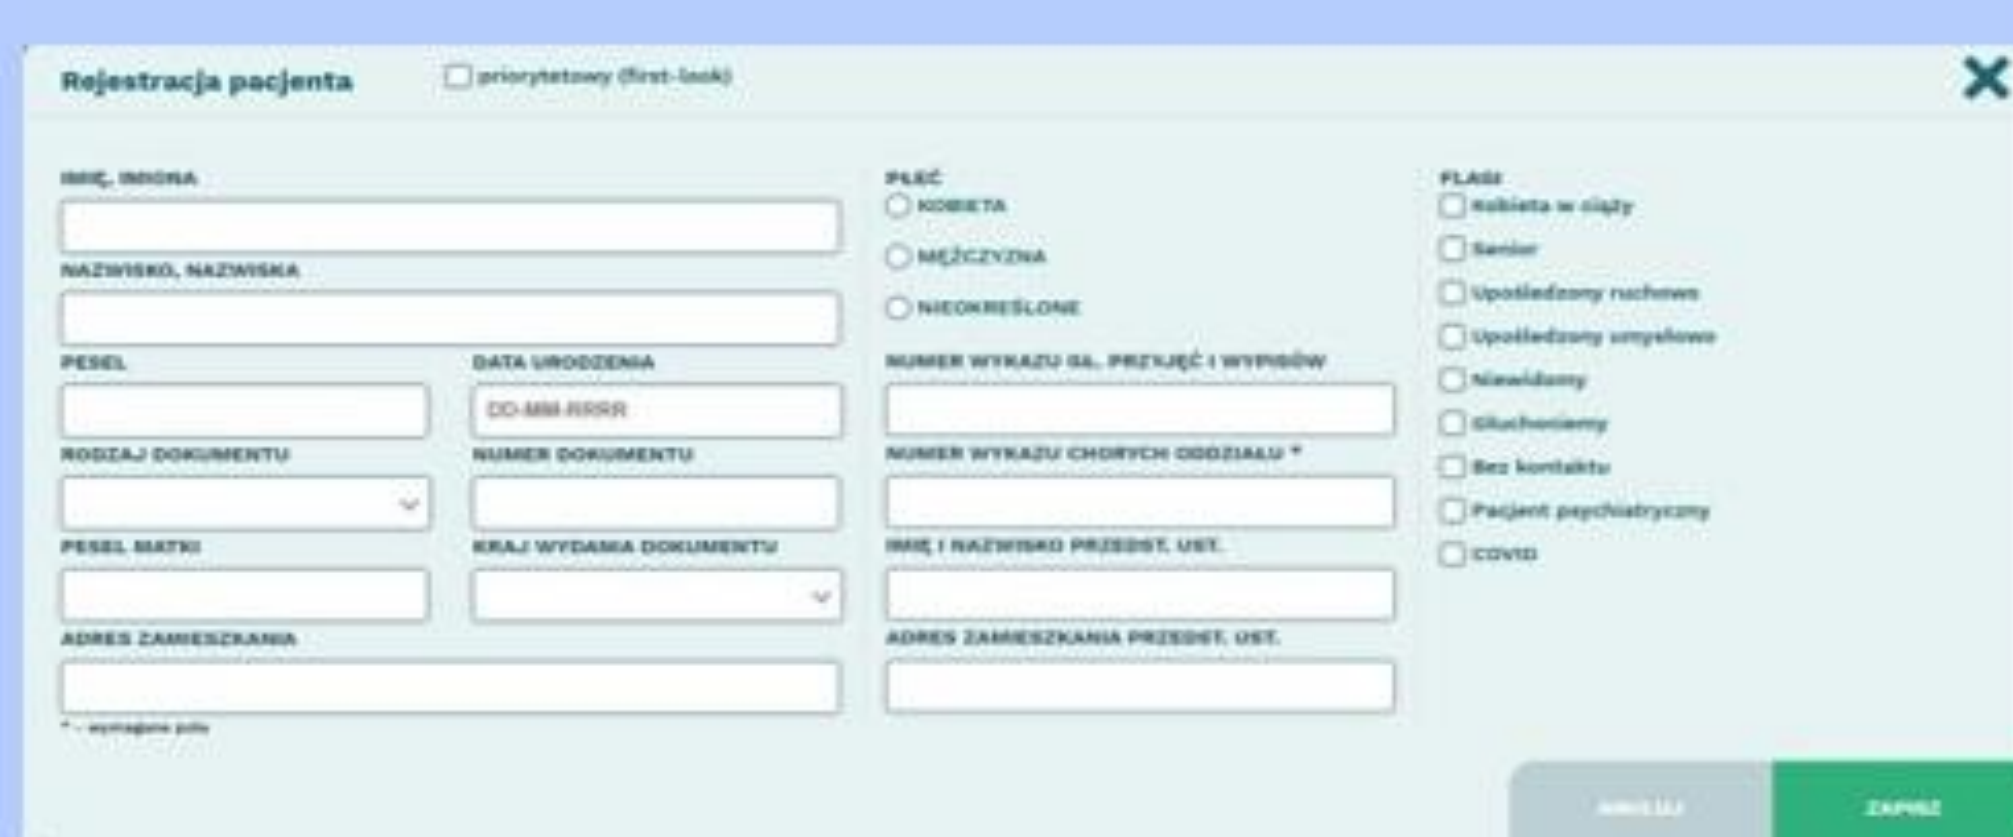 Rejestracja pacjenta
priorytetowy (first-look)
IMIĘ, IMIONA
NAZWISKO, NAZWISKA
PESEL
DATA URODZENIA
DD-MM-RRRR
RODZAJ DOKUMENTU
NUMER DOKUMENTU
PESEL MATKI
KRAJ WYDANIA DOKUMENTU
ADRES ZAMIESZKANIA
* - wymagane pola
PŁEĆ
KOBIETA
MĘŻCZYZNA
NIEOKREŚLONE
NUMER WYKAZU GŁ. PRZYJĘĆ I WYPISÓW
NUMER WYKAZU CHORYCH ODDZIAŁU *
IMIĘ I NAZWISKO PRZEDST. UST.
ADRES ZAMIESZKANIA PRZEDST. UST.
FLAGI
Kobieta w ciąży
Senior
Upośledzony ruchowo
Upośledzony umysłowo
Niewidomy
Głuchoniemy
Bez kontaktu
Pacjent psychiatryczny
COVID
ANULUJ
ZAPISZ